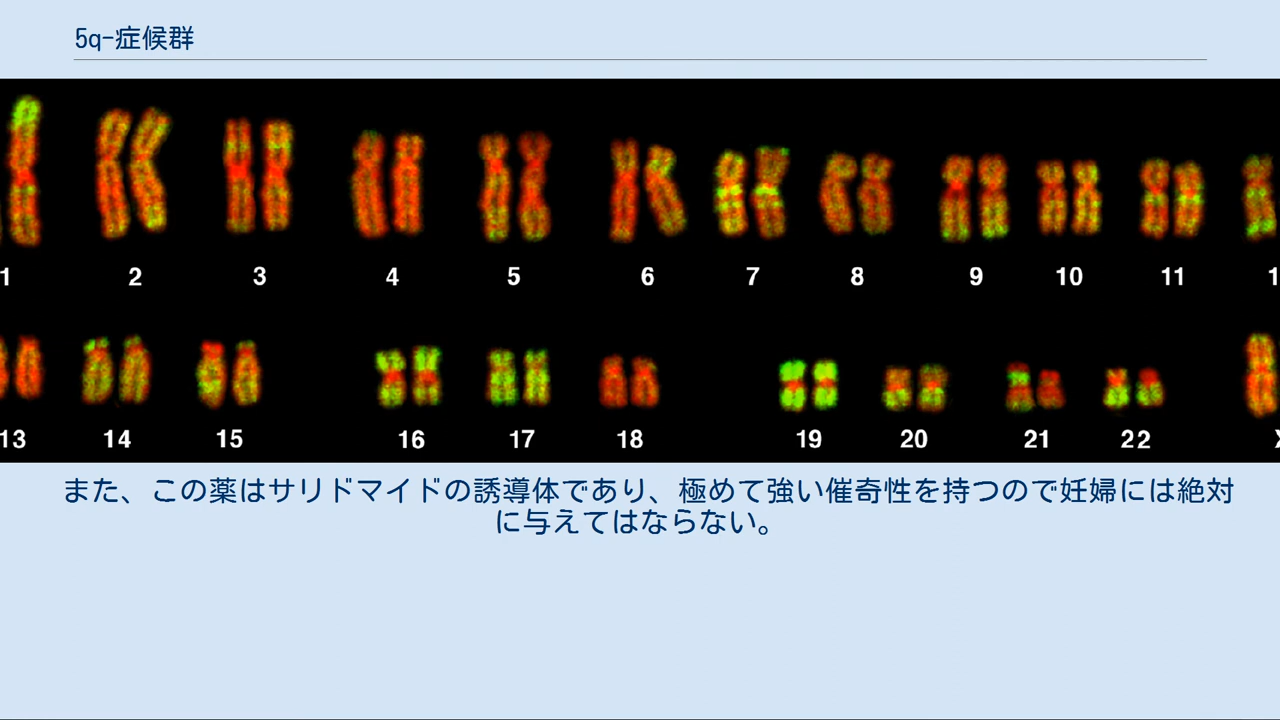 5q-症候群
1 2 3 4 5 6 7 8 9 10 11 1
13 14 15 16 17 18 19 20 21 22
また、この薬はサリドマイドの誘導体であり、極めて強い催奇性を持つので妊婦には絶対
に与えてはならない。